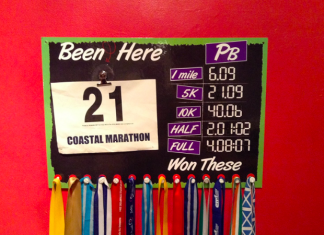 Been Here
PB
1 mile 6.09
5K 21.09
10K 40.06
HALF 2.01:02
FULL 4.08:07
21
COASTAL MARATHON
Won These